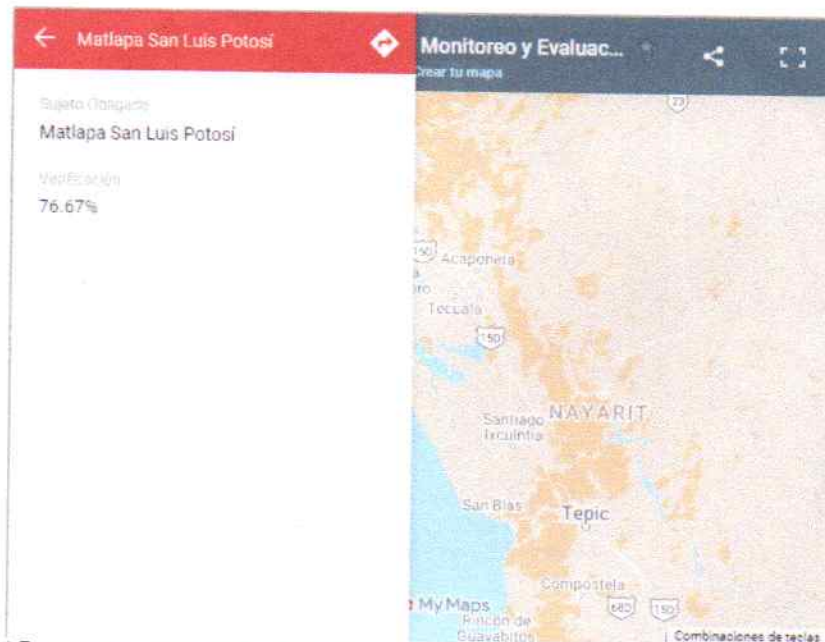 Matlapa San Luis Potosí
Sujeto Obligado
Matlapa San Luis Potosí
Verificación
76.67%
Monitoreo y Evaluac...
Crear tu mapa
23
150
Acaponeta
Tecuala
150
NAYARIT
Santiago
Ixcuintla
San Blas
Tepic
Compostela
My Maps
68D
15D
Rincón de
Guayabitos
Combinaciones de teclas